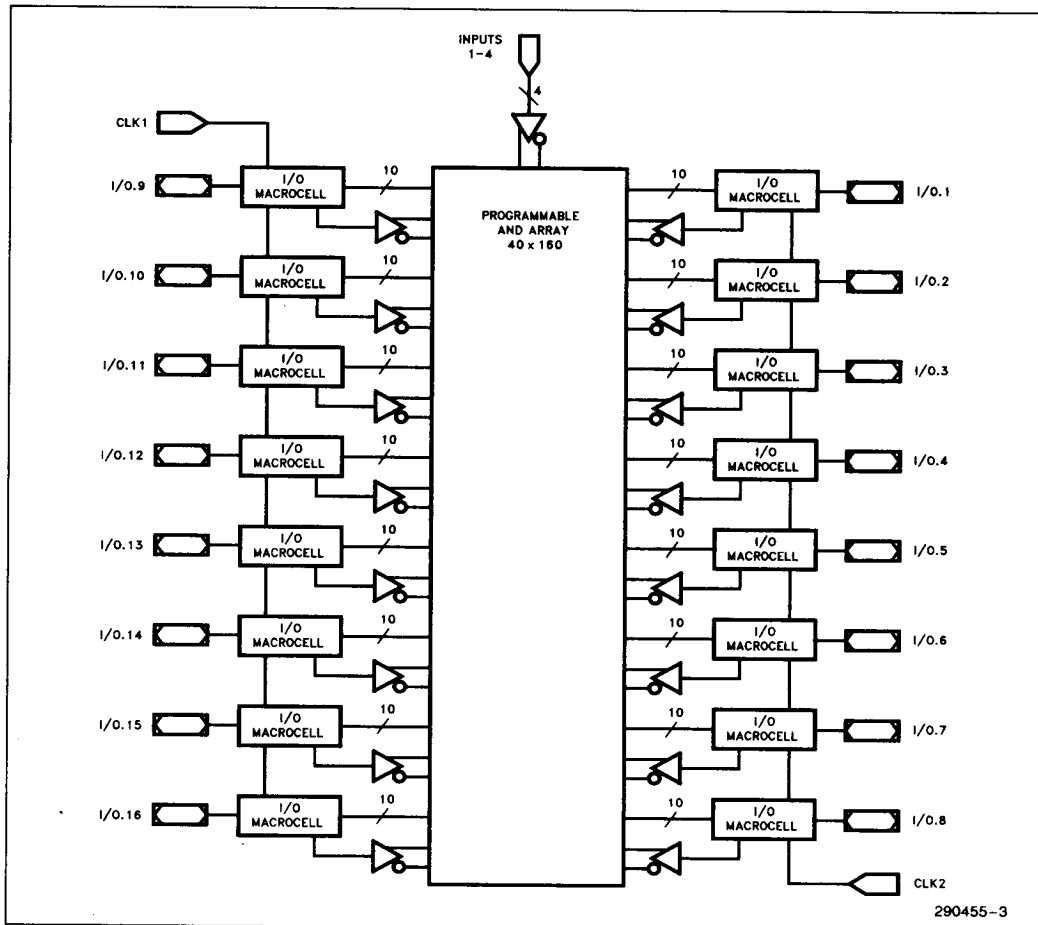 INPUTS
1-4
4
CLK1
I/O.9
I/O
MACROCELL
10
PROGRAMMABLE
AND ARRAY
40 x 160
10
I/O
MACROCELL
I/O.1
I/O.10
I/O
MACROCELL
10
10
I/O
MACROCELL
I/O.2
I/O.11
I/O
MACROCELL
10
10
I/O
MACROCELL
I/O.3
I/O.12
I/O
MACROCELL
10
10
I/O
MACROCELL
I/O.4
I/O.13
I/O
MACROCELL
10
10
I/O
MACROCELL
I/O.5
I/O.14
I/O
MACROCELL
10
10
I/O
MACROCELL
I/O.6
I/O.15
I/O
MACROCELL
10
10
I/O
MACROCELL
I/O.7
I/O.16
I/O
MACROCELL
10
10
I/O
MACROCELL
I/O.8
CLK2
290455-3